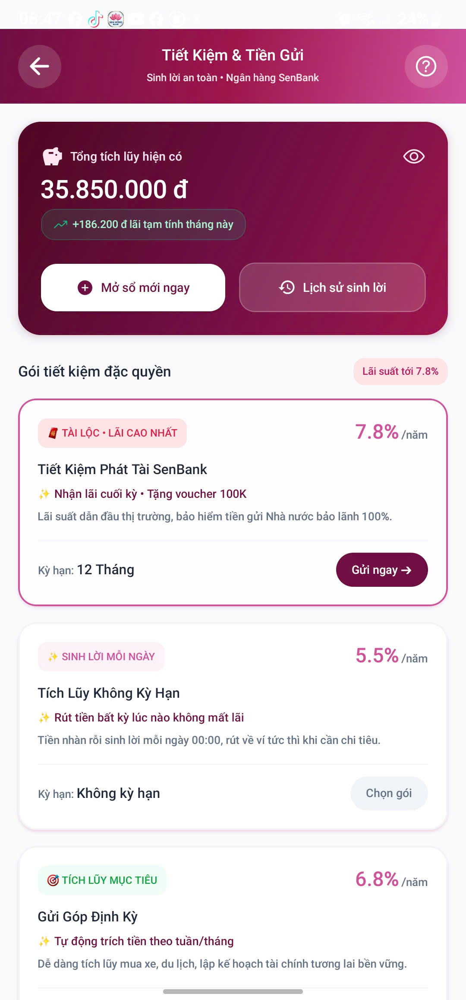 06:47
SEN HỒNG
BANK
Tiết Kiệm & Tiền Gửi
Sinh lời an toàn • Ngân hàng SenBank
Tổng tích lũy hiện có
35.850.000 đ
+186.200 đ lãi tạm tính tháng này
Mở sổ mới ngay
Lịch sử sinh lời
Gói tiết kiệm đặc quyền
Lãi suất tới 7.8%
TÀI LỘC • LÃI CAO NHẤT
7.8% /năm
Tiết Kiệm Phát Tài SenBank
✨ Nhận lãi cuối kỳ • Tặng voucher 100K
Lãi suất dẫn đầu thị trường, bảo hiểm tiền gửi Nhà nước bảo lãnh 100%.
Kỳ hạn: 12 Tháng
Gửi ngay →
✨ SINH LỜI MỖI NGÀY
5.5% /năm
Tích Lũy Không Kỳ Hạn
✨ Rút tiền bất kỳ lúc nào không mất lãi
Tiền nhàn rỗi sinh lời mỗi ngày 00:00, rút về ví tức thì khi cần chi tiêu.
Kỳ hạn: Không kỳ hạn
Chọn gói
🎯 TÍCH LŨY MỤC TIÊU
6.8% /năm
Gửi Góp Định Kỳ
✨ Tự động trích tiền theo tuần/tháng
Dễ dàng tích lũy mua xe, du lịch, lập kế hoạch tài chính tương lai bền vững.